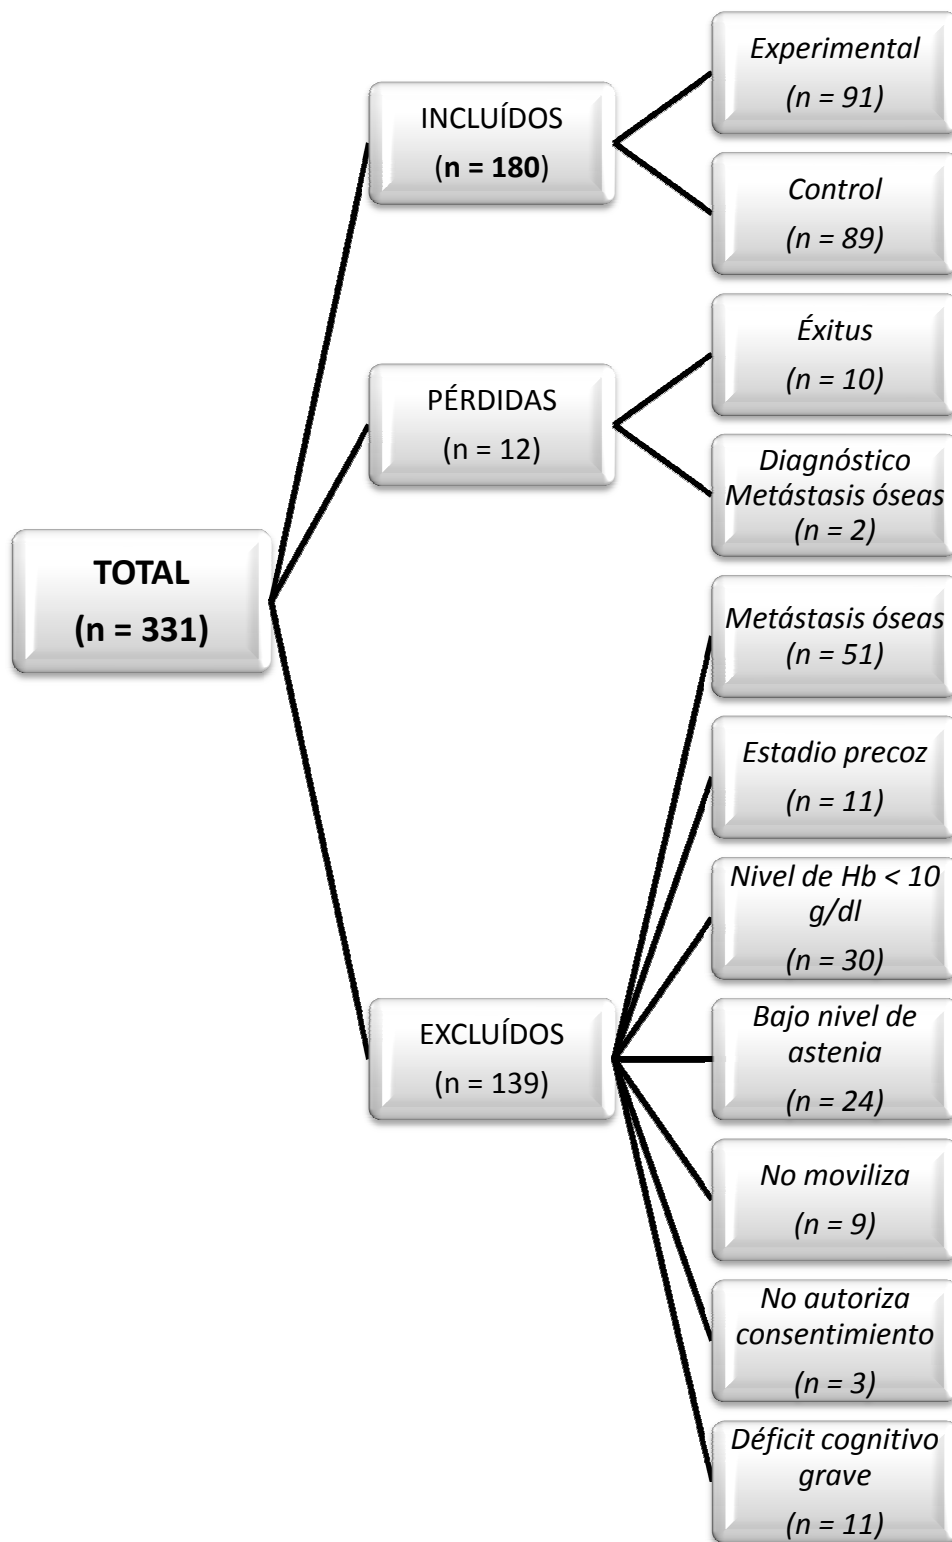 TOTAL
(n = 331)
INCLUÍDOS
(n = 180)
Experimental
(n = 91)
Control
(n = 89)
PÉRDIDAS
(n = 12)
Éxitus
(n = 10)
Diagnóstico
Metástasis óseas
(n = 2)
EXCLUÍDOS
(n = 139)
Metástasis óseas
(n = 51)
Estadio precoz
(n = 11)
Nivel de Hb < 10
g/dl
(n = 30)
Bajo nivel de
astenia
(n = 24)
No moviliza
(n = 9)
No autoriza
consentimiento
(n = 3)
Déficit cognitivo
grave
(n = 11)